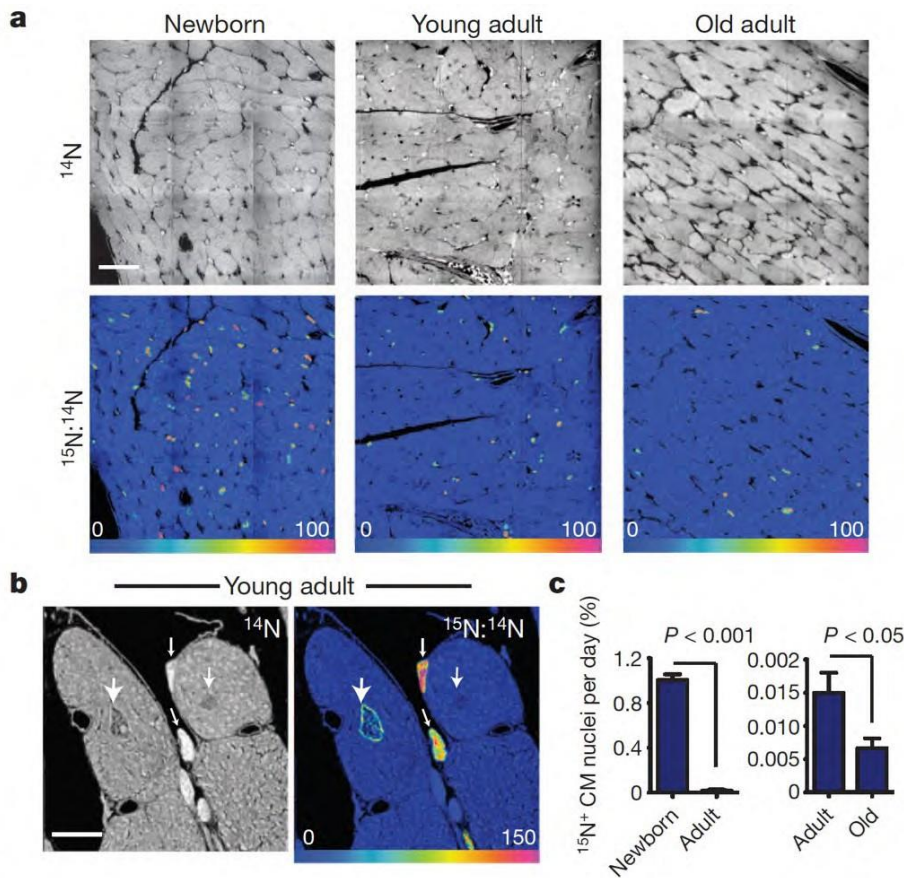 a
Newborn
Young adult
Old adult
¹⁴N
¹⁵N:¹⁴N
0 100
0 100
0 100
b
Young adult
¹⁴N
¹⁵N:¹⁴N
0 150
c
¹⁵N⁺ CM nuclei per day (%)
P < 0.001
1.2
0.8
0.4
0
Newborn
Adult
P < 0.05
0.002
0.015
0.010
0.005
0
Adult
Old